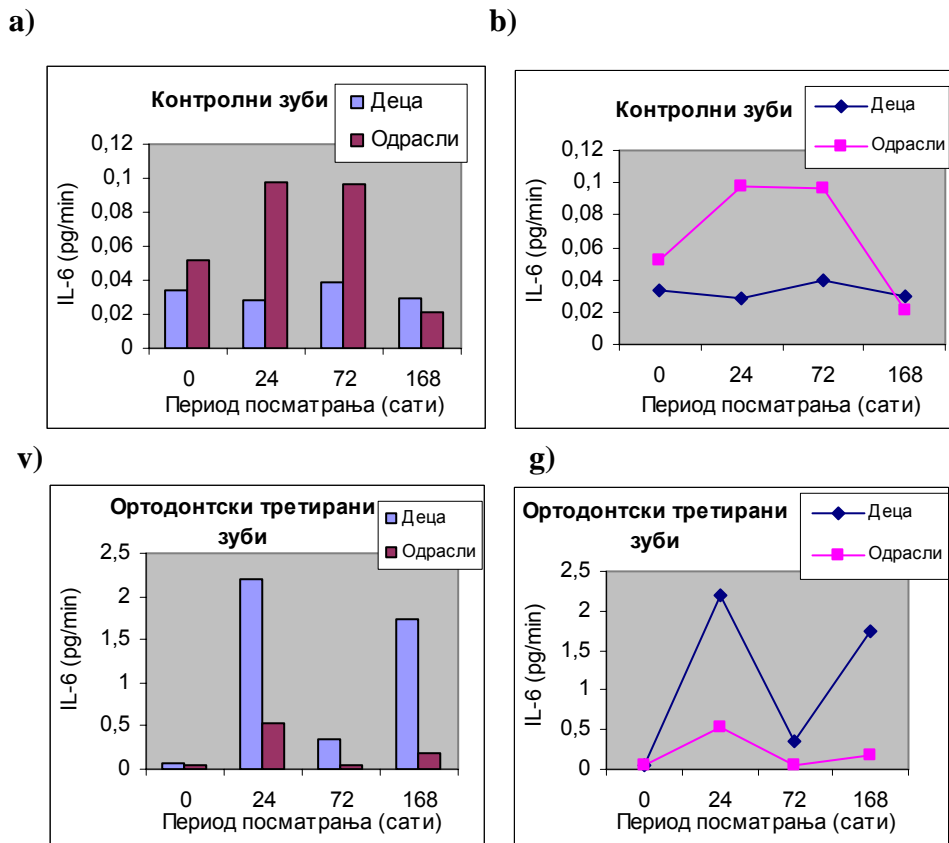 a)
b)
Контролни зуби
Деца
Одрасли
0,12
0,1
0,08
0,06
0,04
0,02
0
IL-6 (pg/min)
0 24 72 168
Период посматрања (сати)
Контролни зуби
Деца
Одрасли
0,12
0,1
0,08
0,06
0,04
0,02
0
IL-6 (pg/min)
0 24 72 168
Период посматрања (сати)
v)
g)
Ортодонтски третирани
зуби
Деца
Одрасли
2,5
2
1,5
1
0,5
0
IL-6 (pg/min)
0 24 72 168
Период посматрања (сати)
Ортодонтски третирани
зуби
Деца
Одрасли
2,5
2
1,5
1
0,5
0
IL-6 (pg/min)
0 24 72 168
Период посматрања (сати)